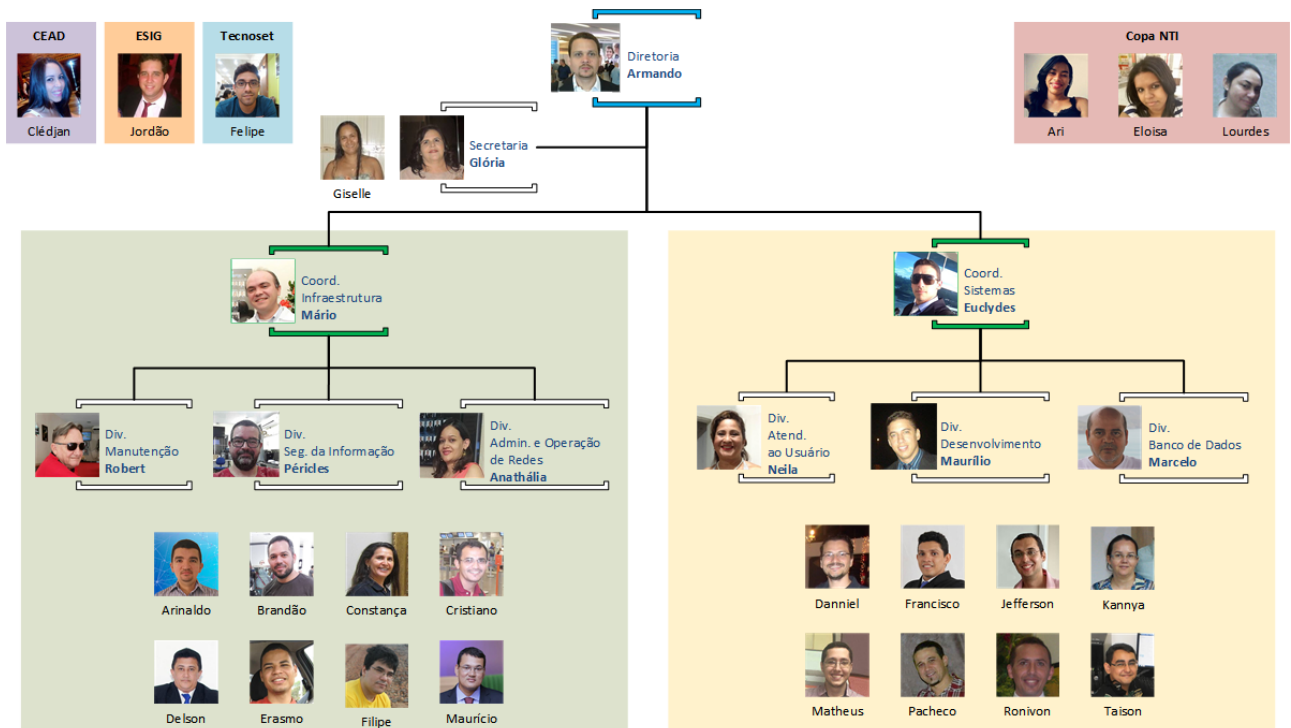 CEAD
Clédjan
ESIG
Jordão
Tecnoset
Felipe
Diretoria
Armando
Copa NTI
Ari
Eloisa
Lourdes
Giselle
Secretaria
Glória
Coord.
Infraestrutura
Mário
Coord.
Sistemas
Euclydes
Div.
Manutenção
Robert
Div.
Seg. da Informação
Péricles
Div.
Admin. e Operação
de Redes
Anathália
Div.
Atend.
ao Usuário
Neila
Div.
Desenvolvimento
Maurílio
Div.
Banco de Dados
Marcelo
Arinaldo
Brandão
Constança
Cristiano
Delson
Erasmo
Filipe
Maurício
Danniel
Francisco
Jefferson
Kannya
Matheus
Pacheco
Ronivon
Taison